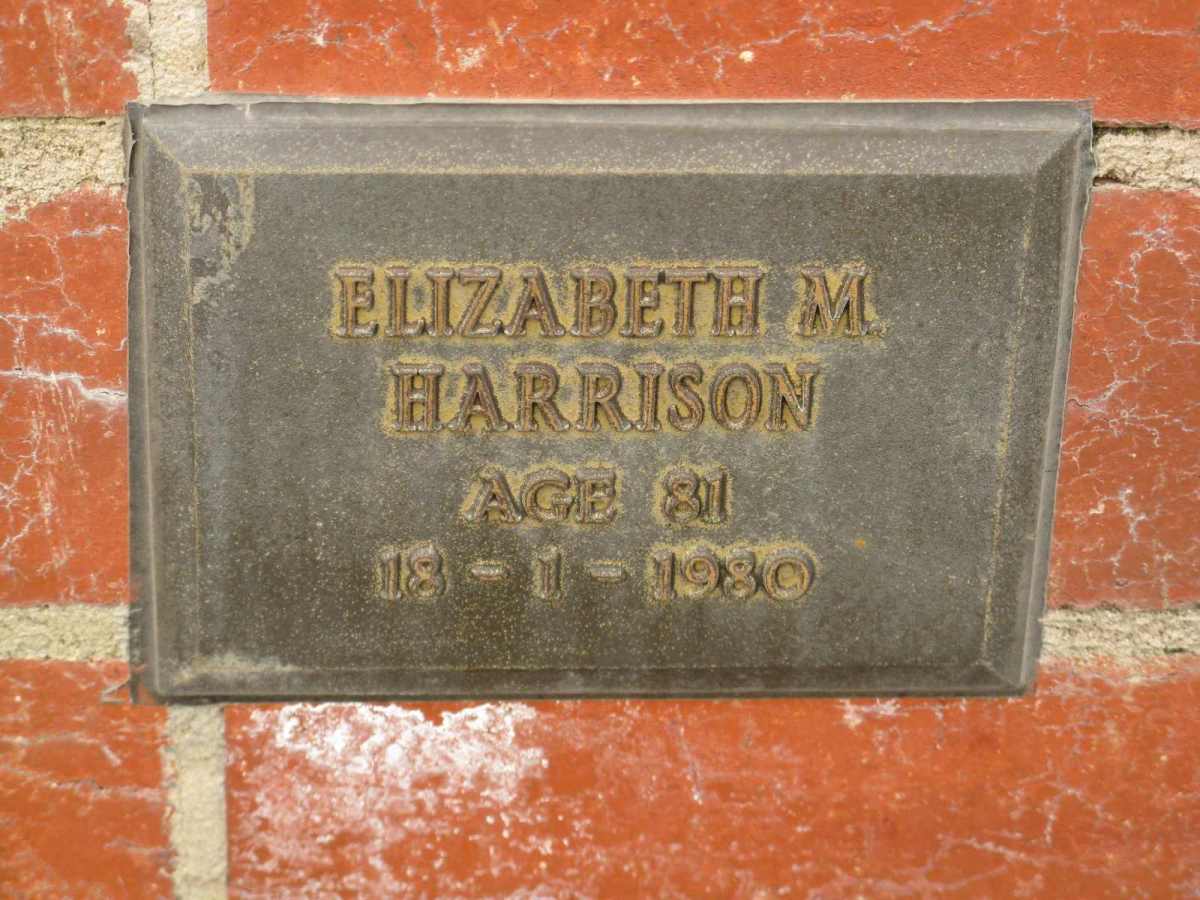 ELIZABETH M.
HARRISON
AGE 81
18 - 1 - 1980